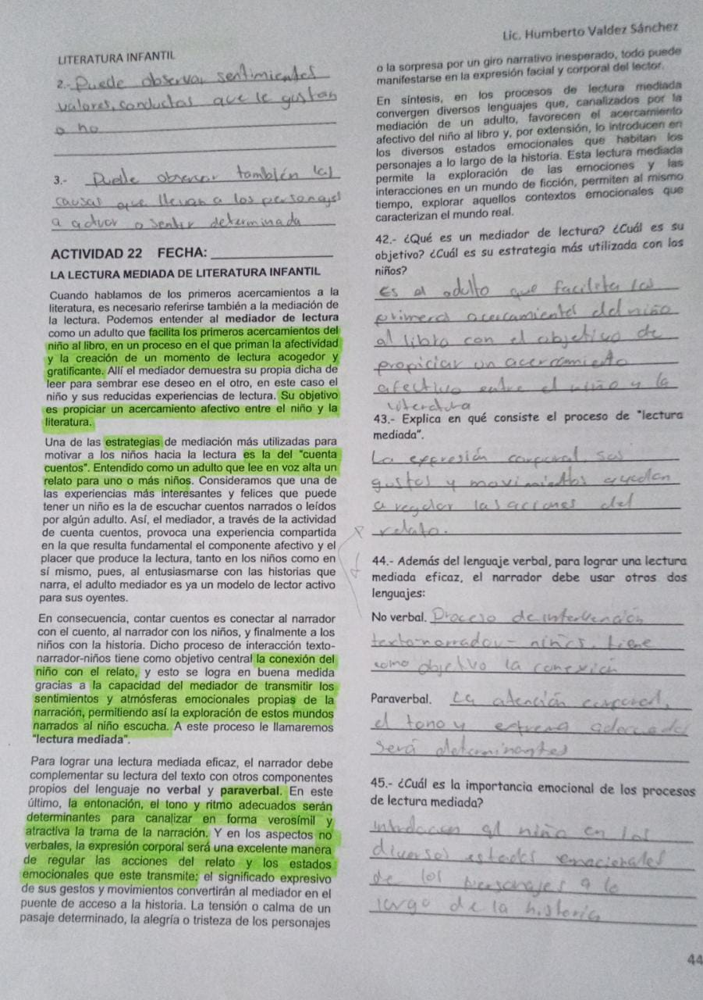 LITERATURA INFANTIL
2.- Puede observar sentimientos
valores, conductas que le gustan
o no
3.- Puede observar también las
causas que llevan a los personajes
a actuar o sentir determinada
ACTIVIDAD 22 FECHA:
LA LECTURA MEDIADA DE LITERATURA INFANTIL
Cuando hablamos de los primeros acercamientos a la
literatura, es necesario referirse también a la mediación de
la lectura. Podemos entender al mediador de lectura
como un adulto que facilita los primeros acercamientos del
niño al libro, en un proceso en el que priman la afectividad
y la creación de un momento de lectura acogedor y
gratificante. Allí el mediador demuestra su propia dicha de
leer para sembrar ese deseo en el otro, en este caso el
niño y sus reducidas experiencias de lectura. Su objetivo
es propiciar un acercamiento afectivo entre el niño y la
literatura.
Una de las estrategias de mediación más utilizadas para
motivar a los niños hacia la lectura es la del "cuenta
cuentos". Entendido como un adulto que lee en voz alta un
relato para uno o más niños. Consideramos que una de
las experiencias más interesantes y felices que puede
tener un niño es la de escuchar cuentos narrados o leídos
por algún adulto. Así, el mediador, a través de la actividad
de cuenta cuentos, provoca una experiencia compartida
en la que resulta fundamental el componente afectivo y el
placer que produce la lectura, tanto en los niños como en
sí mismo, pues, al entusiasmarse con las historias que
narra, el adulto mediador es ya un modelo de lector activo
para sus oyentes.
En consecuencia, contar cuentos es conectar al narrador
con el cuento, al narrador con los niños, y finalmente a los
niños con la historia. Dicho proceso de interacción texto-
narrador-niños tiene como objetivo central la conexión del
niño con el relato, y esto se logra en buena medida
gracias a la capacidad del mediador de transmitir los
sentimientos y atmósferas emocionales propias de la
narración, permitiendo así la exploración de estos mundos
narrados al niño escucha. A este proceso le llamaremos
"lectura mediada".
Para lograr una lectura mediada eficaz, el narrador debe
complementar su lectura del texto con otros componentes
propios del lenguaje no verbal y paraverbal. En este
último, la entonación, el tono y ritmo adecuados serán
determinantes para canalizar en forma verosímil y
atractiva la trama de la narración. Y en los aspectos no
verbales, la expresión corporal será una excelente manera
de regular las acciones del relato y los estados
emocionales que este transmite: el significado expresivo
de sus gestos y movimientos convertirán al mediador en el
puente de acceso a la historia. La tensión o calma de un
pasaje determinado, la alegría o tristeza de los personajes
Lic. Humberto Valdez Sánchez
o la sorpresa por un giro narrativo inesperado, todo puede
manifestarse en la expresión facial y corporal del lector.
En síntesis, en los procesos de lectura mediada
convergen diversos lenguajes que, canalizados por la
mediación de un adulto, favorecen el acercamiento
afectivo del niño al libro y, por extensión, lo introducen en
los diversos estados emocionales que habitan los
personajes a lo largo de la historia. Esta lectura mediada
permite la exploración de las emociones y las
interacciones en un mundo de ficción, permiten al mismo
tiempo, explorar aquellos contextos emocionales que
caracterizan el mundo real.
42.- ¿Qué es un mediador de lectura? ¿Cuál es su
objetivo? ¿Cuál es su estrategia más utilizada con los
niños?
Es el adulto que facilita los
primeros acercamientos del niño
al libro con el objetivo de
propiciar un acercamiento
afectivo entre el niño y la
literatura
43.- Explica en qué consiste el proceso de "lectura
mediada".
La expresión corporal, sus
gustos y movimientos ayudan
a regular las acciones del
relato.
44.- Además del lenguaje verbal, para lograr una lectura
mediada eficaz, el narrador debe usar otros dos
lenguajes:
No verbal. Proceso de intervención
texto-narrador-niños, tiene
como objetivo la conexión
Paraverbal. La atención corporal,
el tono y adecuado
será determinantes
45.- ¿Cuál es la importancia emocional de los procesos
de lectura mediada?
Introducen al niño en los
diversos estados emocionales
de los personajes a lo
largo de la historia
44